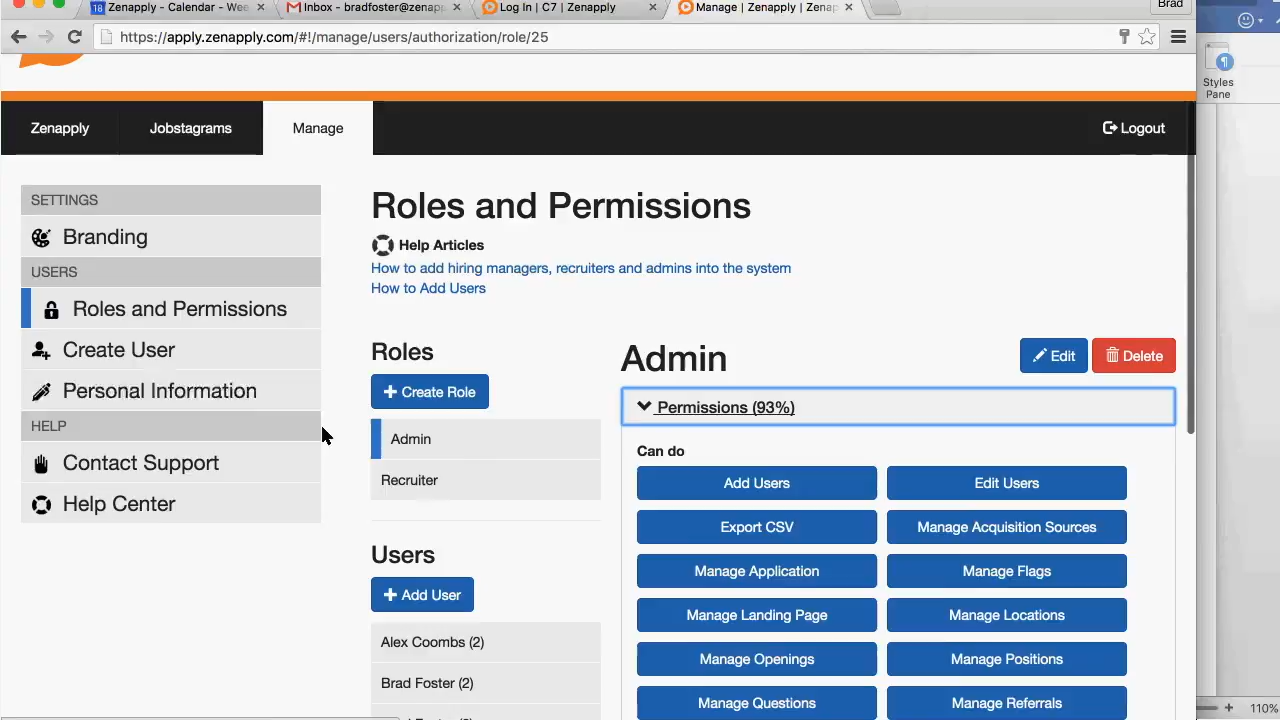 Zenapply - Calendar - Wee
Inbox - bradfoster@zenap
Log In | C7 | Zenapply
Manage | Zenapply | Zenap
Brad
https://apply.zenapply.com/#!/manage/users/authorization/role/25
Styles
Pane
Zenapply
Jobstagrams
Manage
Logout
SETTINGS
Branding
USERS
Roles and Permissions
Create User
Personal Information
HELP
Contact Support
Help Center
Roles and Permissions
Help Articles
How to add hiring managers, recruiters and admins into the system
How to Add Users
Roles
Create Role
Admin
Recruiter
Users
Add User
Alex Coombs (2)
Brad Foster (2)
Admin
Edit
Delete
Permissions (93%)
Can do
Add Users
Edit Users
Export CSV
Manage Acquisition Sources
Manage Application
Manage Flags
Manage Landing Page
Manage Locations
Manage Openings
Manage Positions
Manage Questions
Manage Referrals
110%